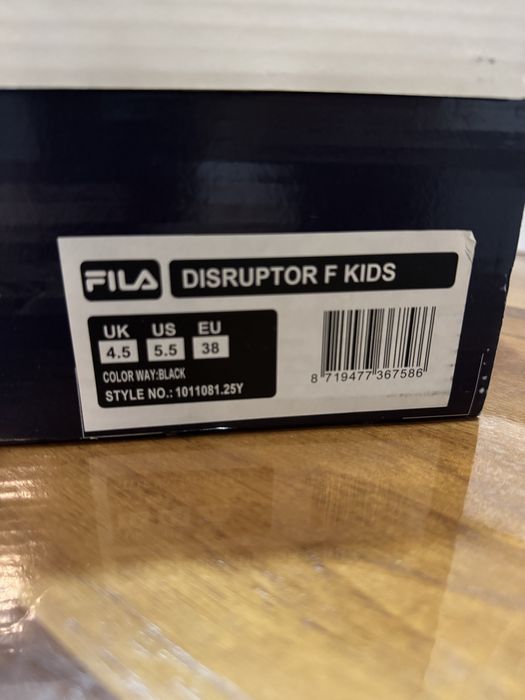 FILA DISRUPTOR F KIDS
UK US EU
4.5 5.5 38
COLOR WAY:BLACK
STYLE NO.: 1011081.25Y
8 719477 367586